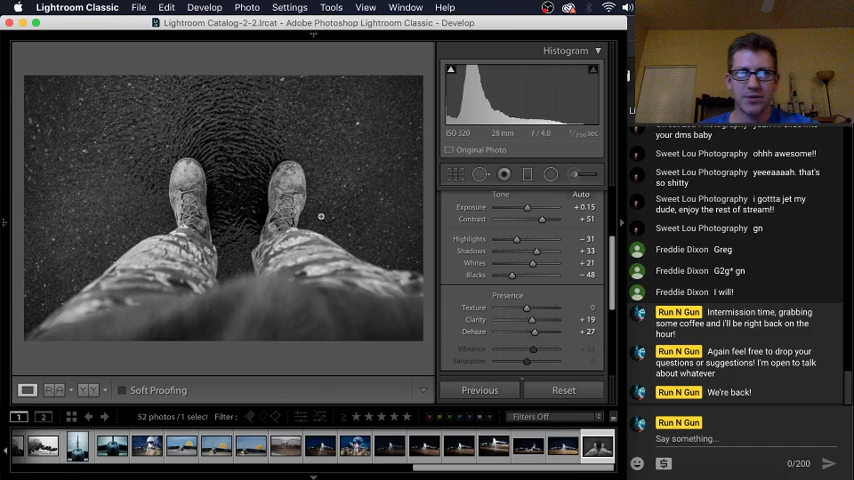 Lightroom Classic File Edit Develop Photo Settings Tools View Window Help
Lightroom Catalog-2-2.lrcat - Adobe Photoshop Lightroom Classic - Develop
Histogram
ISO 320 28 mm f / 4.0 1/256 sec
Original Photo
Tone Auto
Exposure + 0.15
Contrast + 51
Highlights − 31
Shadows + 33
Whites + 21
Blacks − 48
Presence
Texture 0
Clarity + 19
Dehaze + 27
Vibrance
Saturation 0
Soft Proofing
Previous Reset
1 2 52 photos / 1 select Filter : Filters Off
your dms baby
Sweet Lou Photography ohhh awesome!!
Sweet Lou Photography yeeeaaaah. that's
so shitty
Sweet Lou Photography i gottta jet my
dude, enjoy the rest of stream!!
Sweet Lou Photography gn
Freddie Dixon Greg
Freddie Dixon G2g* gn
Freddie Dixon I will!
Run N Gun Intermission time, grabbing
some coffee and i'll be right back on the
hour!
Run N Gun Again feel free to drop your
questions or suggestions! I'm open to talk
about whatever
Run N Gun We're back!
Run N Gun
Say something...
0/200